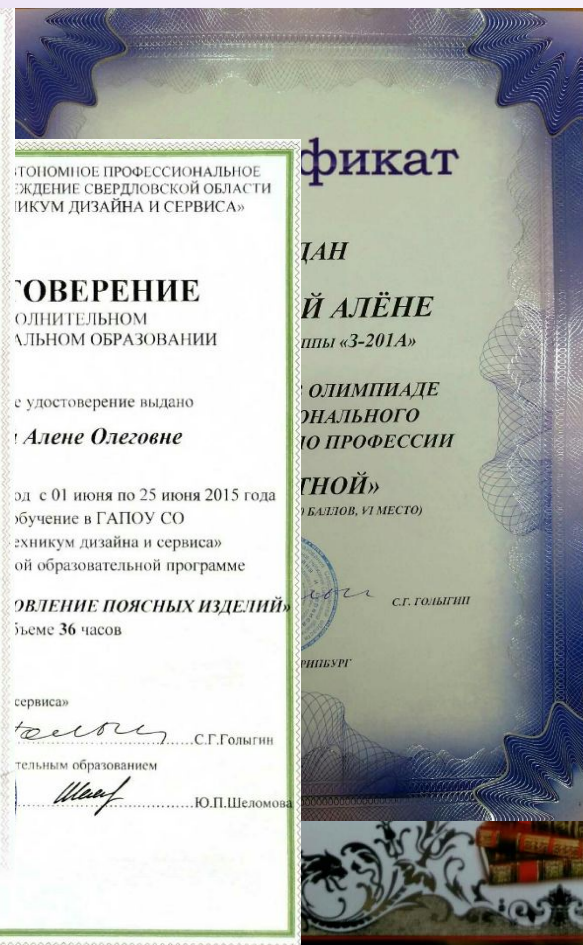 ТОНОМНОЕ ПРОФЕССИОНАЛЬНОЕ
ЕЖДЕНИЕ СВЕРДЛОВСКОЙ ОБЛАСТИ
ИКУМ ДИЗАЙНА И СЕРВИСА»
ТОВЕРЕНИЕ
ОЛНИТЕЛЬНОМ
АЛЬНОМ ОБРАЗОВАНИИ
е удостоверение выдано
Алене Олеговне
од с 01 июня по 25 июня 2015 года
обучение в ГАПОУ СО
ехникум дизайна и сервиса»
ой образовательной программе
ОВЛЕНИЕ ПОЯСНЫХ ИЗДЕЛИЙ»
ъеме 36 часов
сервиса»
С.Г.Голыгин
тельным образованием
Ю.П.Шеломова
фикат
ДАН
Й АЛЁНЕ
ппы «З-201А»
ОЛИМПИАДЕ
ОНАЛЬНОГО
О ПРОФЕССИИ
ТНОЙ»
БАЛЛОВ, VI МЕСТО)
С.Г. ГОЛЫГИН
РИНБУРГ